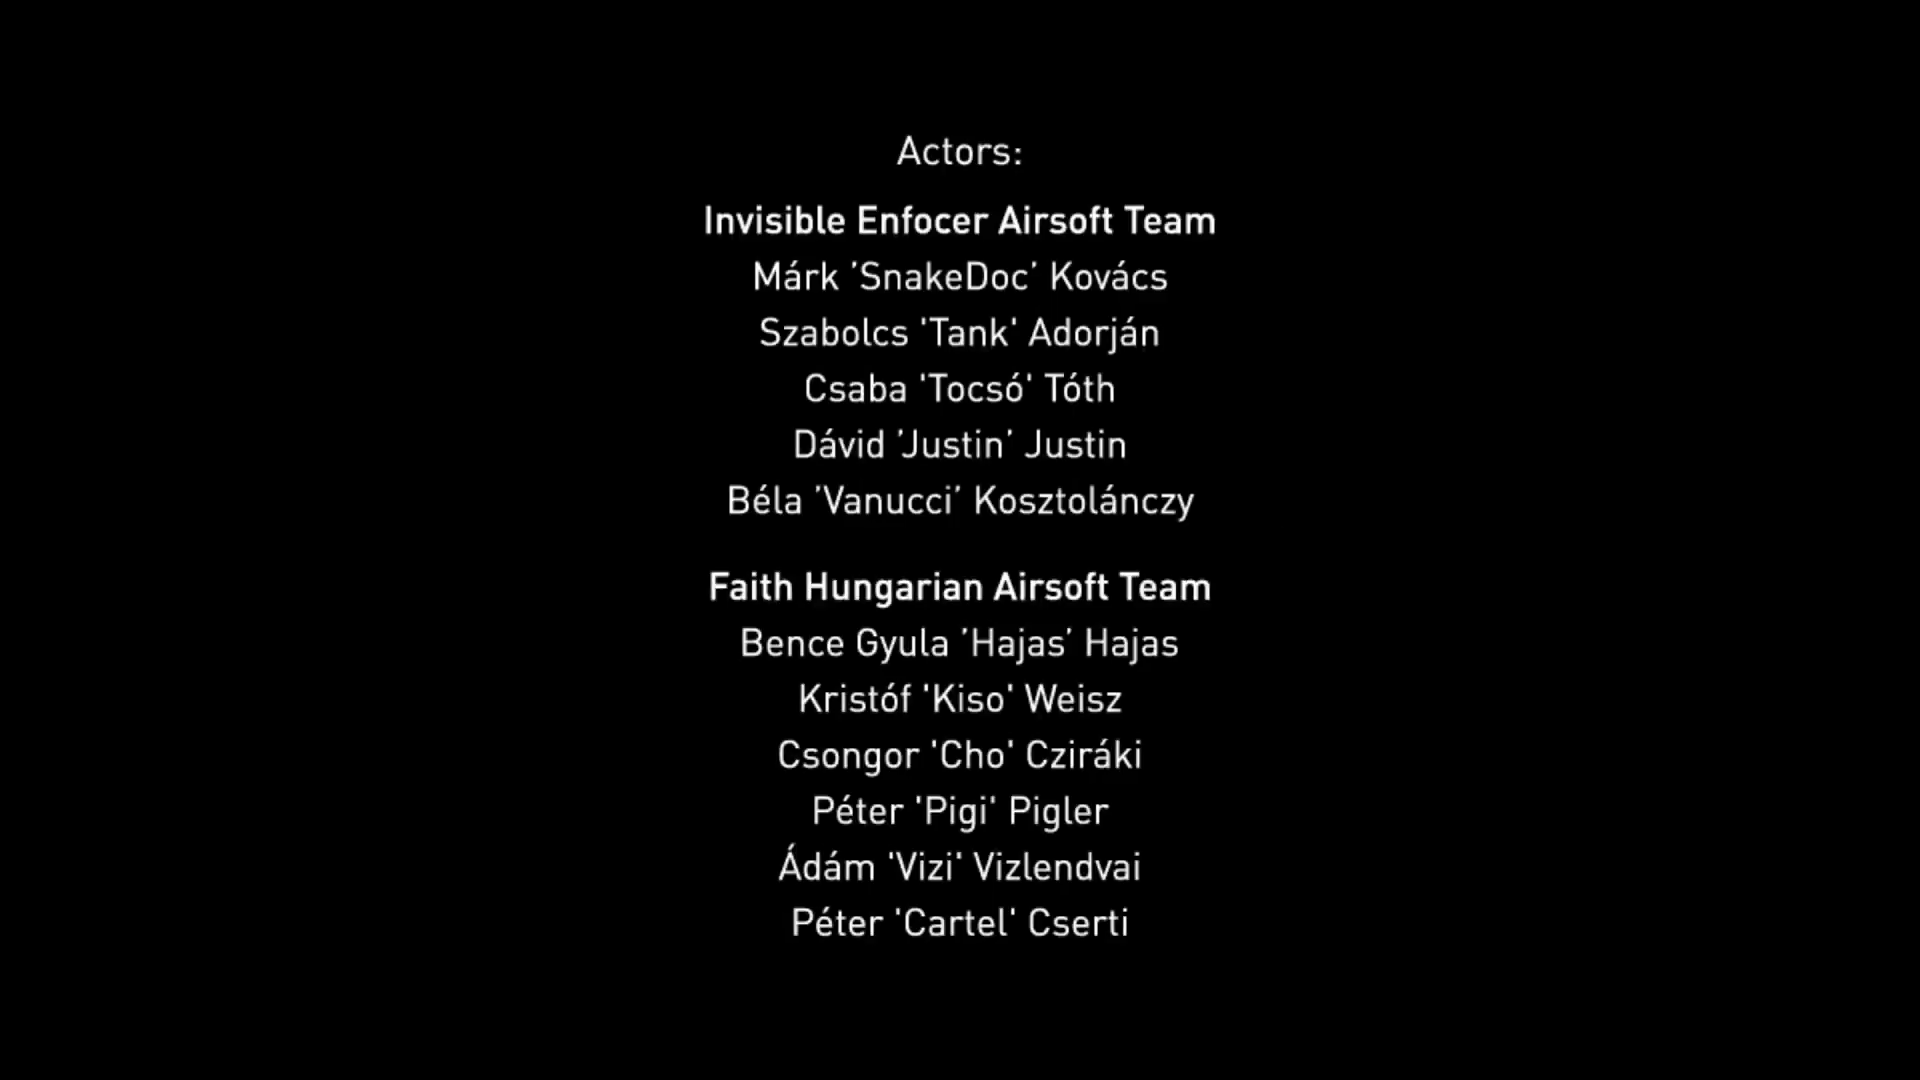 Actors:
Invisible Enfocer Airsoft Team
Márk ’SnakeDoc’ Kovács
Szabolcs 'Tank' Adorján
Csaba 'Tocsó' Tóth
Dávid ’Justin’ Justin
Béla ’Vanucci’ Kosztolánczy
Faith Hungarian Airsoft Team
Bence Gyula ’Hajas’ Hajas
Kristóf 'Kiso' Weisz
Csongor 'Cho' Cziráki
Péter 'Pigi' Pigler
Ádám 'Vizi' Vizlendvai
Péter 'Cartel' Cserti